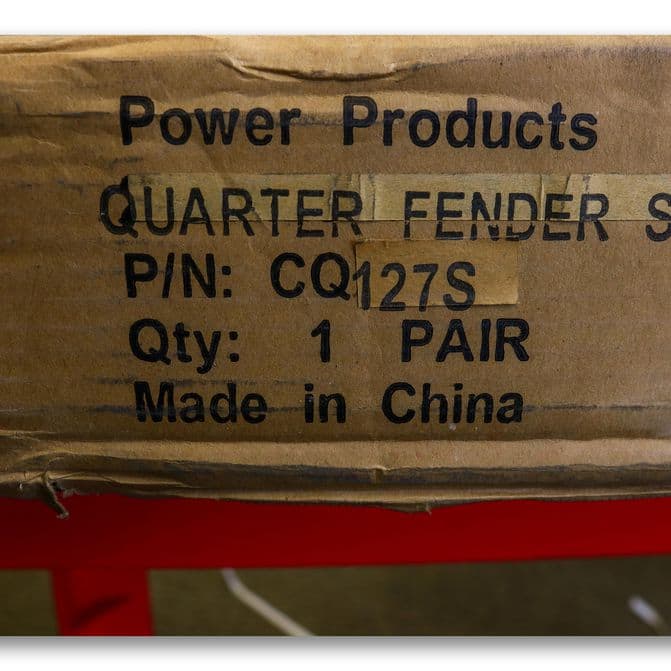 Power Products
QUARTER FENDER S
P/N: CQ127S
Qty: 1 PAIR
Made in China